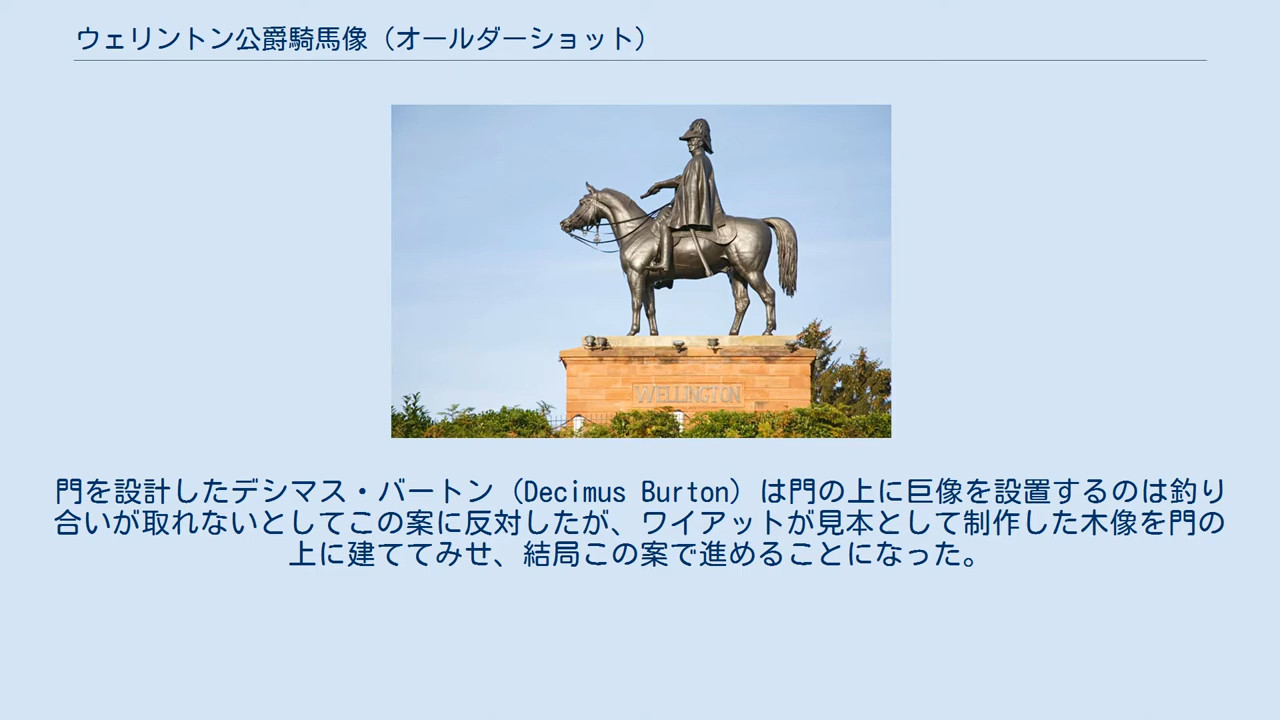 ウェリントン公爵騎馬像（オールダーショット）
WELLINGTON
門を設計したデシマス・バートン（Decimus Burton）は門の上に巨像を設置するのは釣り
合いが取れないとしてこの案に反対したが、ワイアットが見本として制作した木像を門の
上に建ててみせ、結局この案で進めることになった。